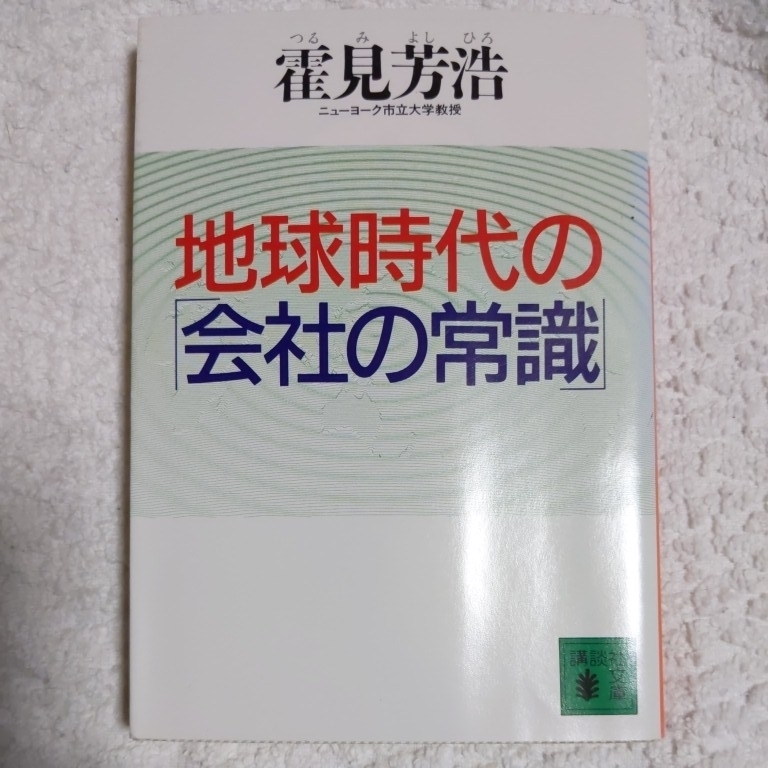 つるみよしひろ
霍見芳浩
ニューヨーク市立大学教授
地球時代の
「会社の常識」
講談社
文庫